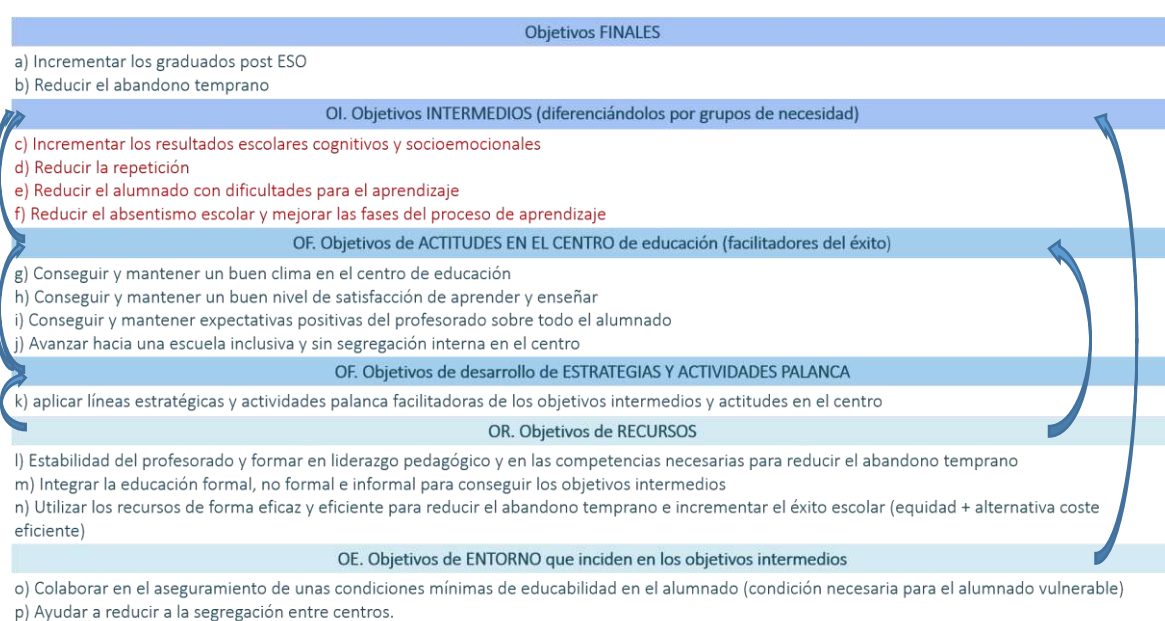 Objetivos FINALES
a) Incrementar los graduados post ESO
b) Reducir el abandono temprano
OI. Objetivos INTERMEDIOS (diferenciándolos por grupos de necesidad)
c) Incrementar los resultados escolares cognitivos y socioemocionales
d) Reducir la repetición
e) Reducir el alumnado con dificultades para el aprendizaje
f) Reducir el absentismo escolar y mejorar las fases del proceso de aprendizaje
OF. Objetivos de ACTITUDES EN EL CENTRO de educación (facilitadores del éxito)
g) Conseguir y mantener un buen clima en el centro de educación
h) Conseguir y mantener un buen nivel de satisfacción de aprender y enseñar
i) Conseguir y mantener expectativas positivas del profesorado sobre todo el alumnado
j) Avanzar hacia una escuela inclusiva y sin segregación interna en el centro
OF. Objetivos de desarrollo de ESTRATEGIAS Y ACTIVIDADES PALANCA
k) aplicar líneas estratégicas y actividades palanca facilitadoras de los objetivos intermedios y actitudes en el centro
OR. Objetivos de RECURSOS
l) Estabilidad del profesorado y formar en liderazgo pedagógico y en las competencias necesarias para reducir el abandono temprano
m) Integrar la educación formal, no formal e informal para conseguir los objetivos intermedios
n) Utilizar los recursos de forma eficaz y eficiente para reducir el abandono temprano e incrementar el éxito escolar (equidad + alternativa coste
eficiente)
OE. Objetivos de ENTORNO que inciden en los objetivos intermedios
o) Colaborar en el aseguramiento de unas condiciones mínimas de educabilidad en el alumnado (condición necesaria para el alumnado vulnerable)
p) Ayudar a reducir a la segregación entre centros.